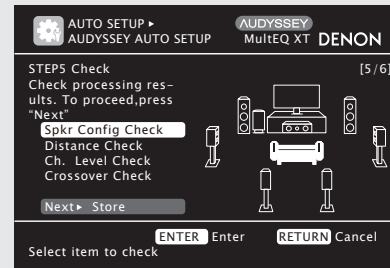 AUTO SETUP ▸
AUDYSSEY AUTO SETUP
AUDYSSEY
MultEQ XT DENON
STEP5 Check [5/6]
Check processing res-
ults. To proceed,press
“Next”
Spkr Config Check
Distance Check
Ch. Level Check
Crossover Check
Next▸ Store
ENTER Enter RETURN Cancel
Select item to check